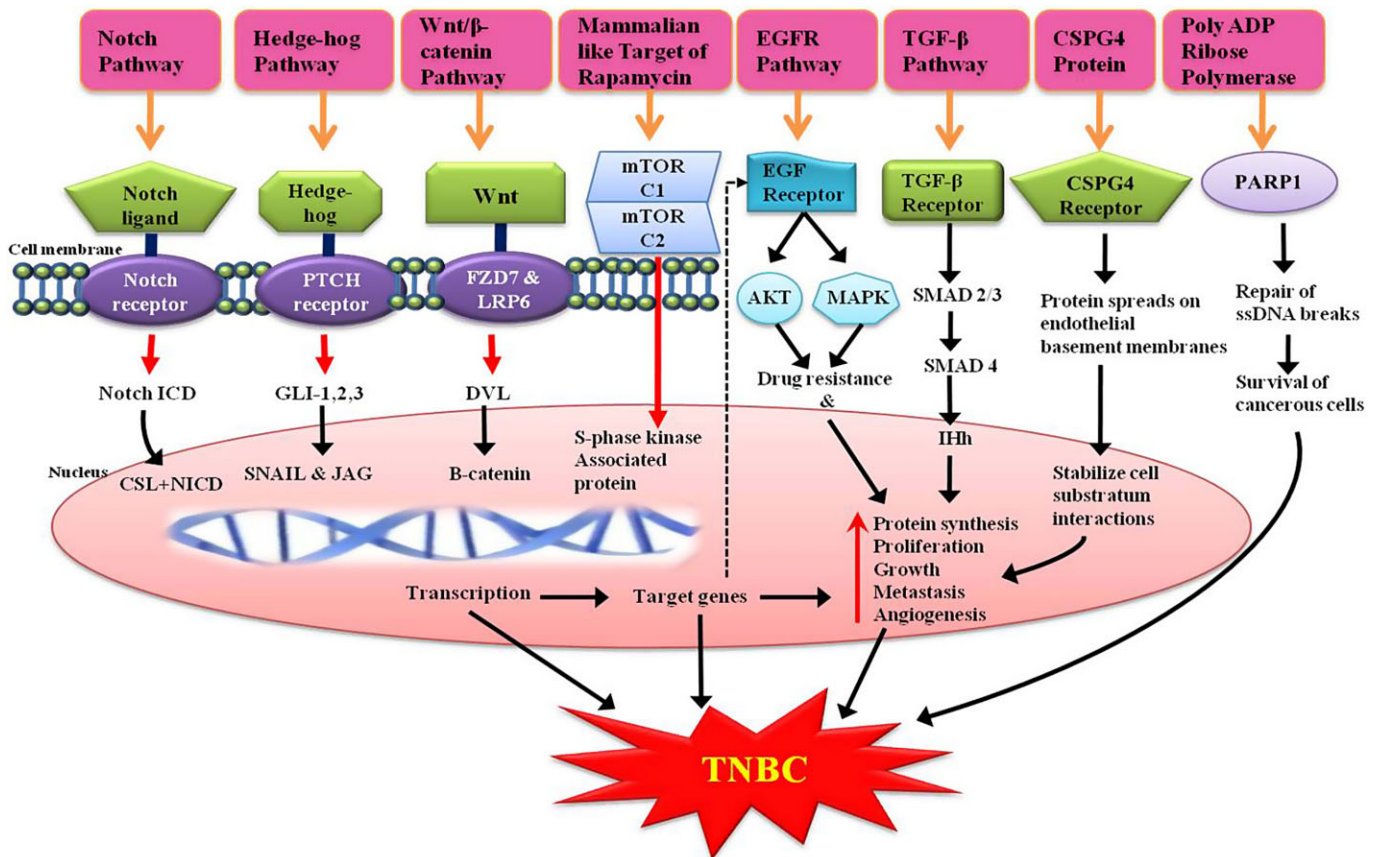 Notch
Pathway
Hedge-hog
Pathway
Wnt/β-
catenin
Pathway
Mammalian
like Target of
Rapamycin
EGFR
Pathway
TGF-β
Pathway
CSPG4
Protein
Poly ADP
Ribose
Polymerase
Notch
ligand
Hedge-
hog
Wnt
mTOR
C1
mTOR
C2
EGF
Receptor
TGF-β
Receptor
CSPG4
Receptor
PARP1
Cell membrane
Notch
receptor
PTCH
receptor
FZD7 &
LRP6
AKT
MAPK
SMAD 2/3
Protein spreads on
endothelial
basement membranes
Repair of
ssDNA breaks
Notch ICD
GLI-1,2,3
DVL
Drug resistance
&
SMAD 4
Survival of
cancerous cells
Nucleus
CSL+NICD
SNAIL & JAG
B-catenin
S-phase kinase
Associated
protein
IHh
Stabilize cell
substratum
interactions
Protein synthesis
Proliferation
Growth
Metastasis
Angiogenesis
Transcription
Target genes
TNBC